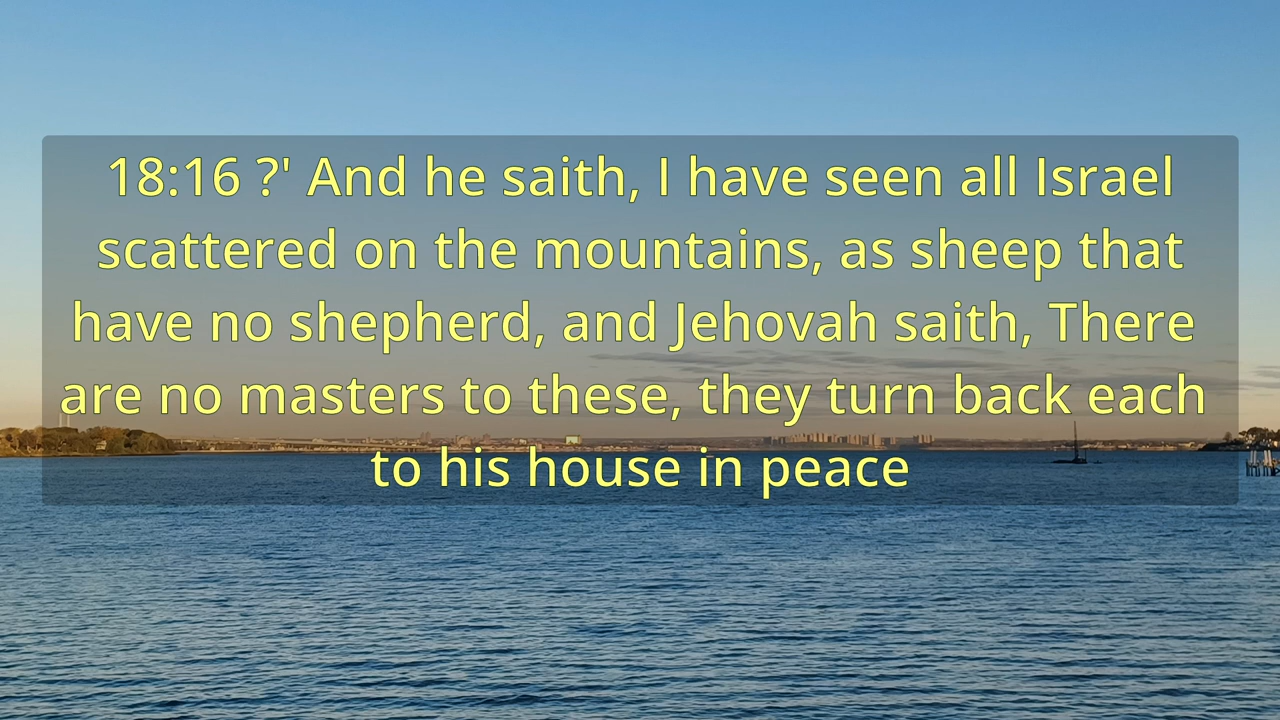 18:16 ?' And he saith, I have seen all Israel
scattered on the mountains, as sheep that
have no shepherd, and Jehovah saith, There
are no masters to these, they turn back each
to his house in peace